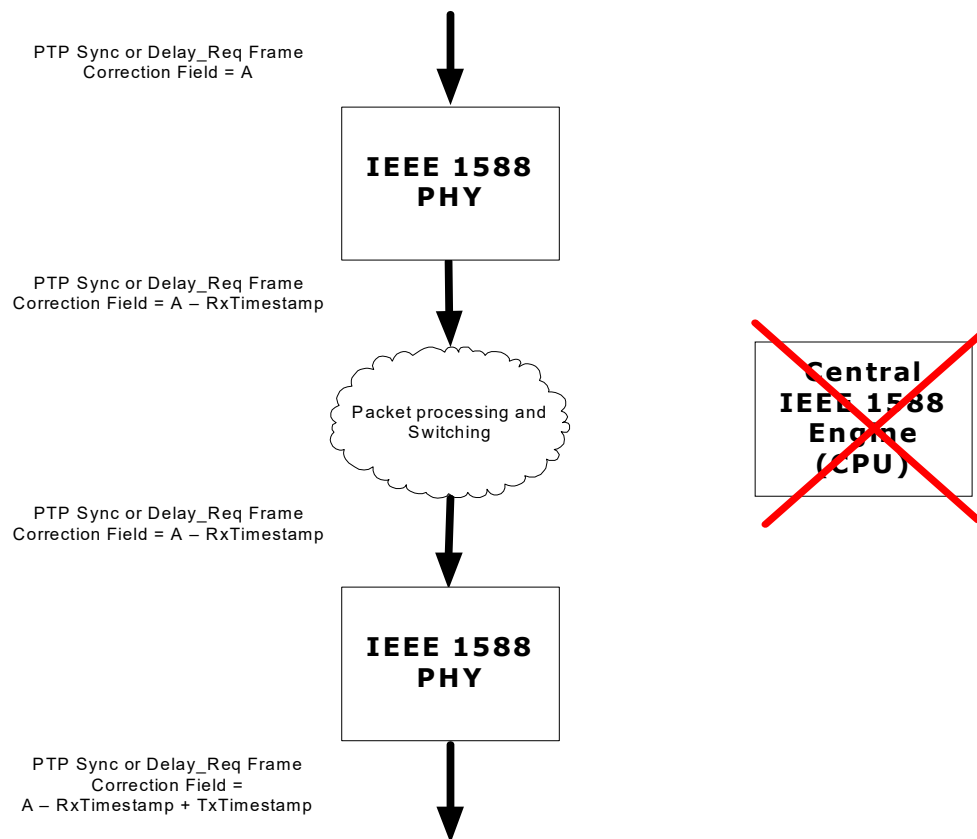 PTP Sync or Delay_Req Frame
Correction Field = A
IEEE 1588
PHY
PTP Sync or Delay_Req Frame
Correction Field = A – RxTimestamp
Packet processing and
Switching
Central
IEEE 1588
Engine
(CPU)
PTP Sync or Delay_Req Frame
Correction Field = A – RxTimestamp
IEEE 1588
PHY
PTP Sync or Delay_Req Frame
Correction Field =
A – RxTimestamp + TxTimestamp